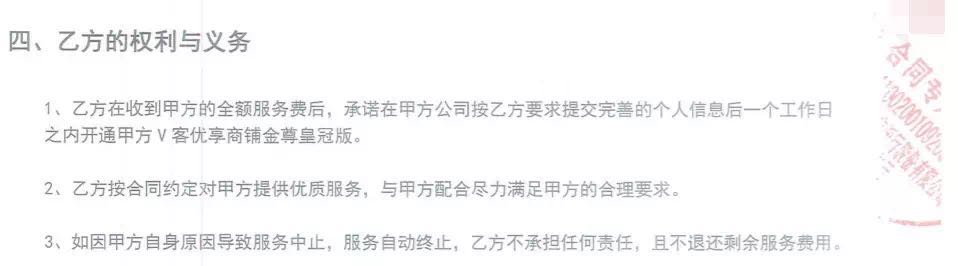 四、乙方的权利与义务
1、乙方在收到甲方的全额服务费后，承诺在甲方公司按乙方要求提交完善的个人信息后一个工作日
之内开通甲方 V 客优享商铺金尊皇冠版。
2、乙方按合同约定对甲方提供优质服务，与甲方配合尽力满足甲方的合理要求。
3、如因甲方自身原因导致服务中止，服务自动终止，乙方不承担任何责任，且不退还剩余服务费用。
合同专